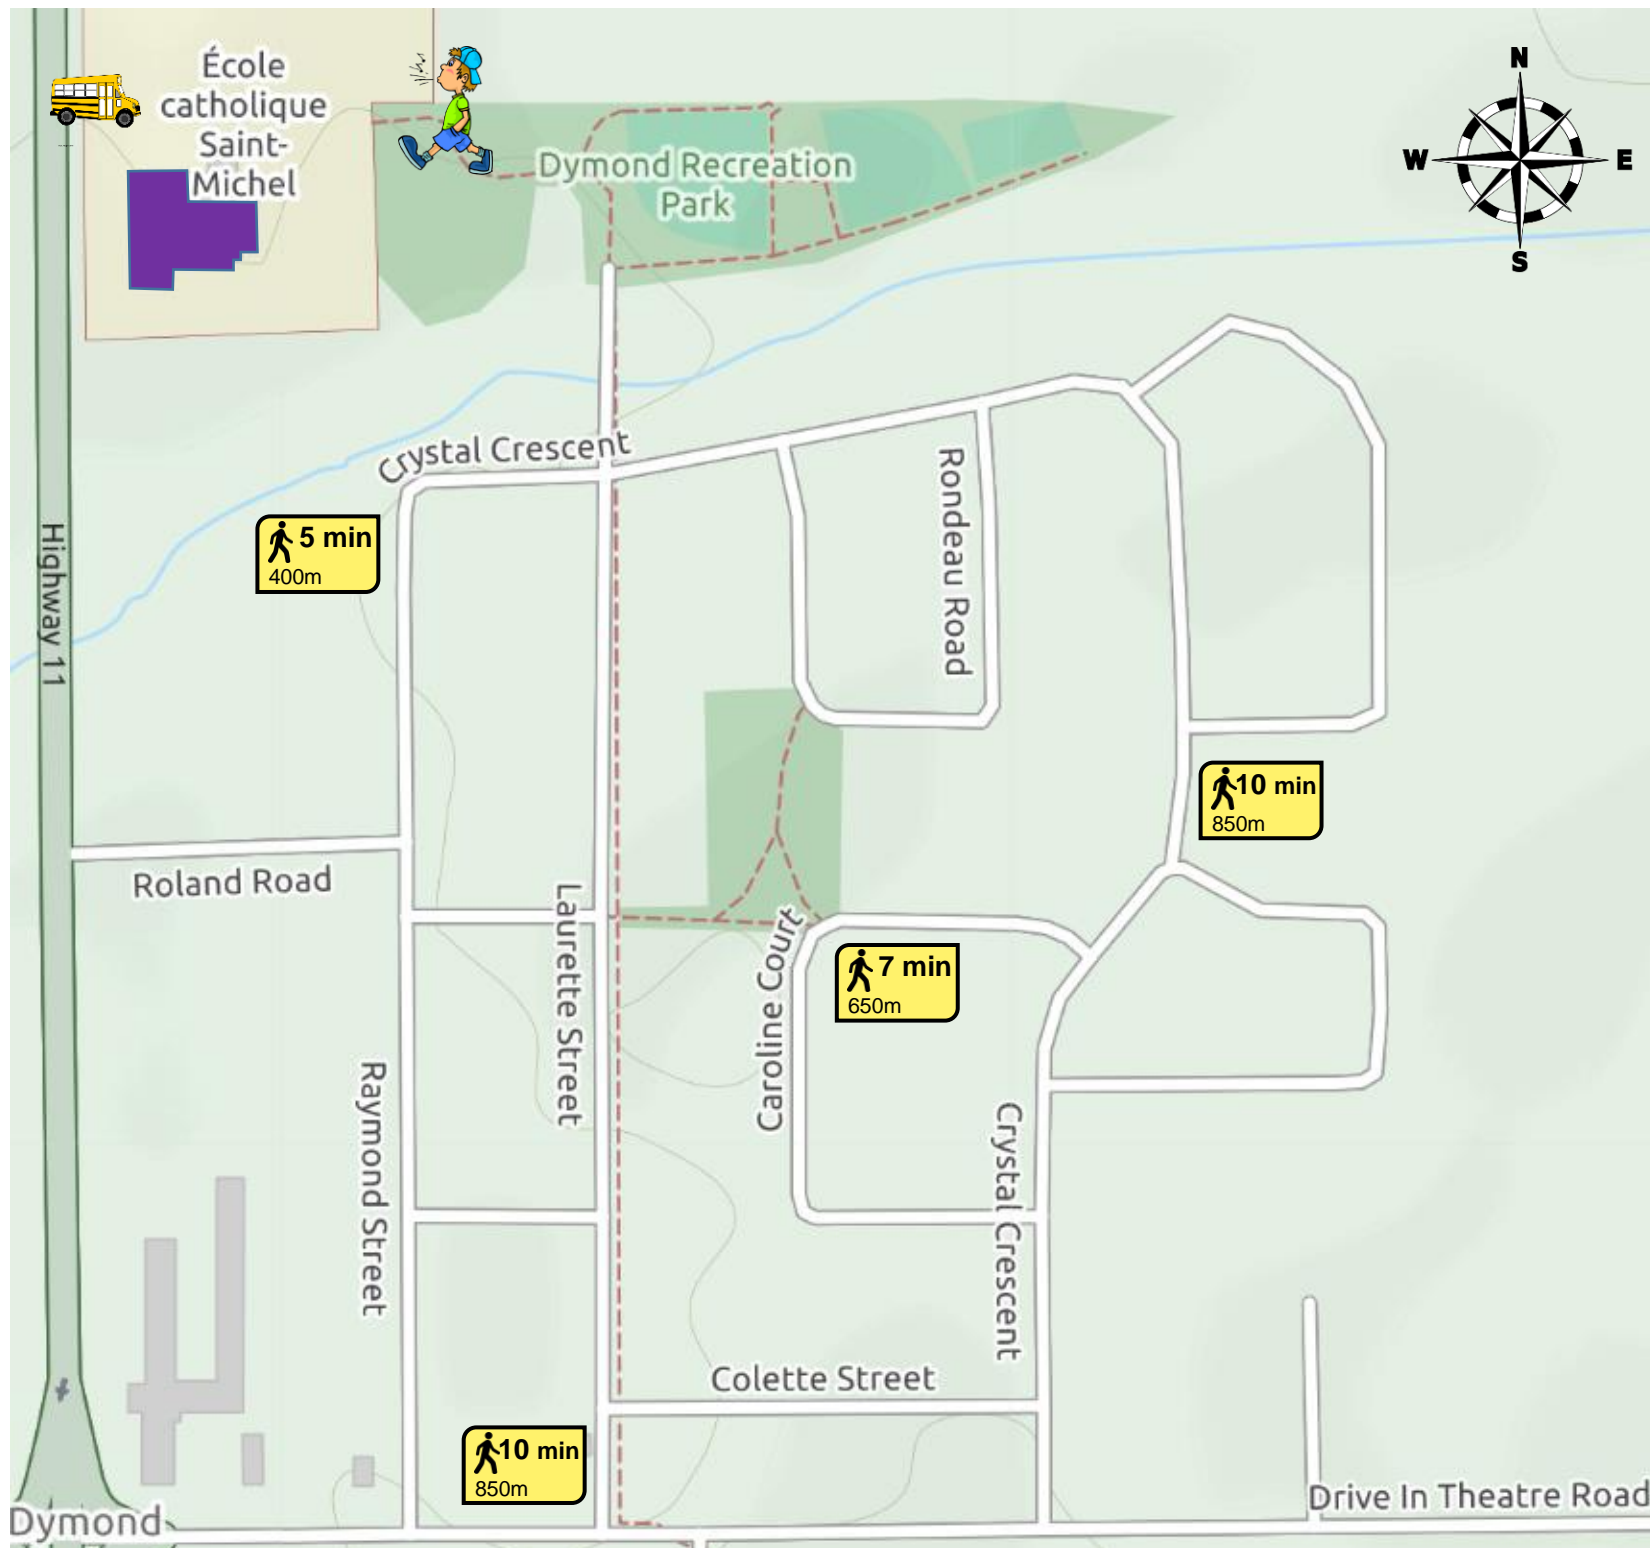 École
catholique
Saint-
Michel
Dymond Recreation
Park
N
W
E
S
Crystal Crescent
Rondeau Road
Highway 11
5 min
400m
10 min
850m
Roland Road
Laurette Street
Caroline Court
7 min
650m
Raymond Street
Crystal Crescent
Colette Street
10 min
850m
Drive In Theatre Road
Dymond